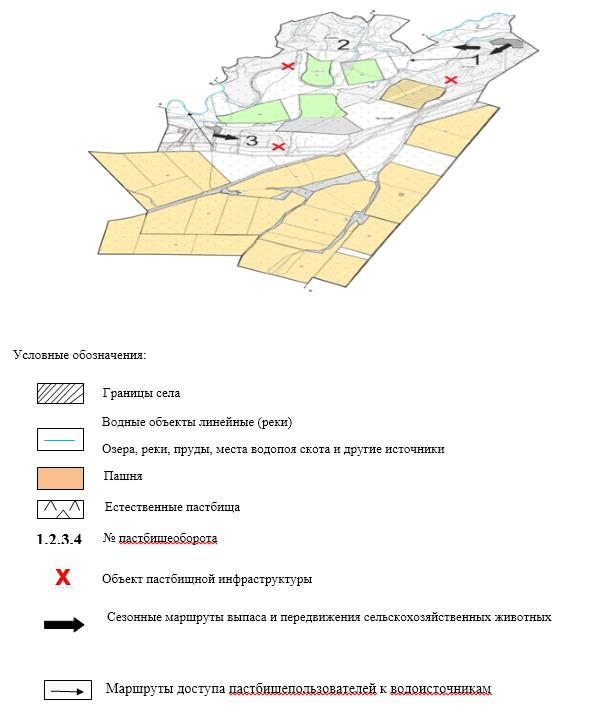 2
1
3
Условные обозначения:
Границы села
Водные объекты линейные (реки)
Озера, реки, пруды, места водопоя скота и другие источники
Пашня
Естественные пастбища
1.2.3.4 № пастбищеоборота
X Объект пастбищной инфраструктуры
Сезонные маршруты выпаса и передвижения сельскохозяйственных животных
Маршруты доступа пастбищепользователей к водоисточникам